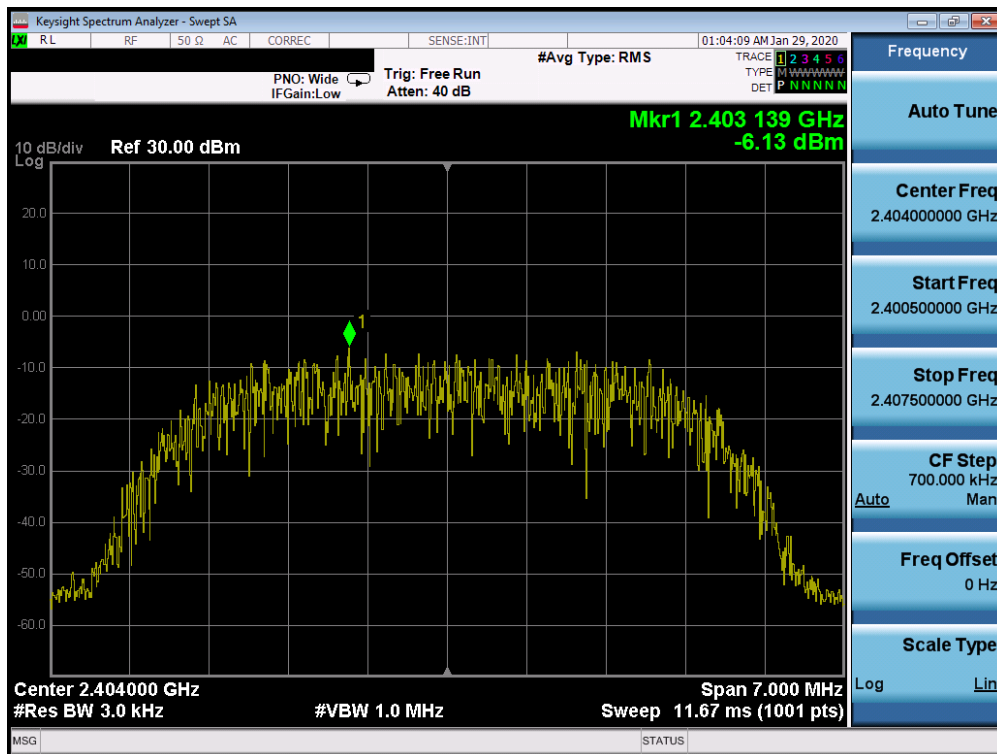 Keysight Spectrum Analyzer - Swept SA
LXI RL RF 50 Ω AC CORREC SENSE:INT 01:04:09 AM Jan 29, 2020
#Avg Type: RMS
TRACE 1 2 3 4 5 6
PNO: Wide Trig: Free Run
TYPE M WWWWW
IFGain:Low Atten: 40 dB
DET P N N N N N
Mkr1 2.403 139 GHz
-6.13 dBm
10 dB/div Ref 30.00 dBm
Log
20.0
10.0
0.00
1
-10.0
-20.0
-30.0
-40.0
-50.0
-60.0
Center 2.404000 GHz Span 7.000 MHz
#Res BW 3.0 kHz #VBW 1.0 MHz Sweep 11.67 ms (1001 pts)
MSG STATUS
Frequency
Auto Tune
Center Freq
2.404000000 GHz
Start Freq
2.400500000 GHz
Stop Freq
2.407500000 GHz
CF Step
700.000 kHz
Auto Man
Freq Offset
0 Hz
Scale Type
Log Lin